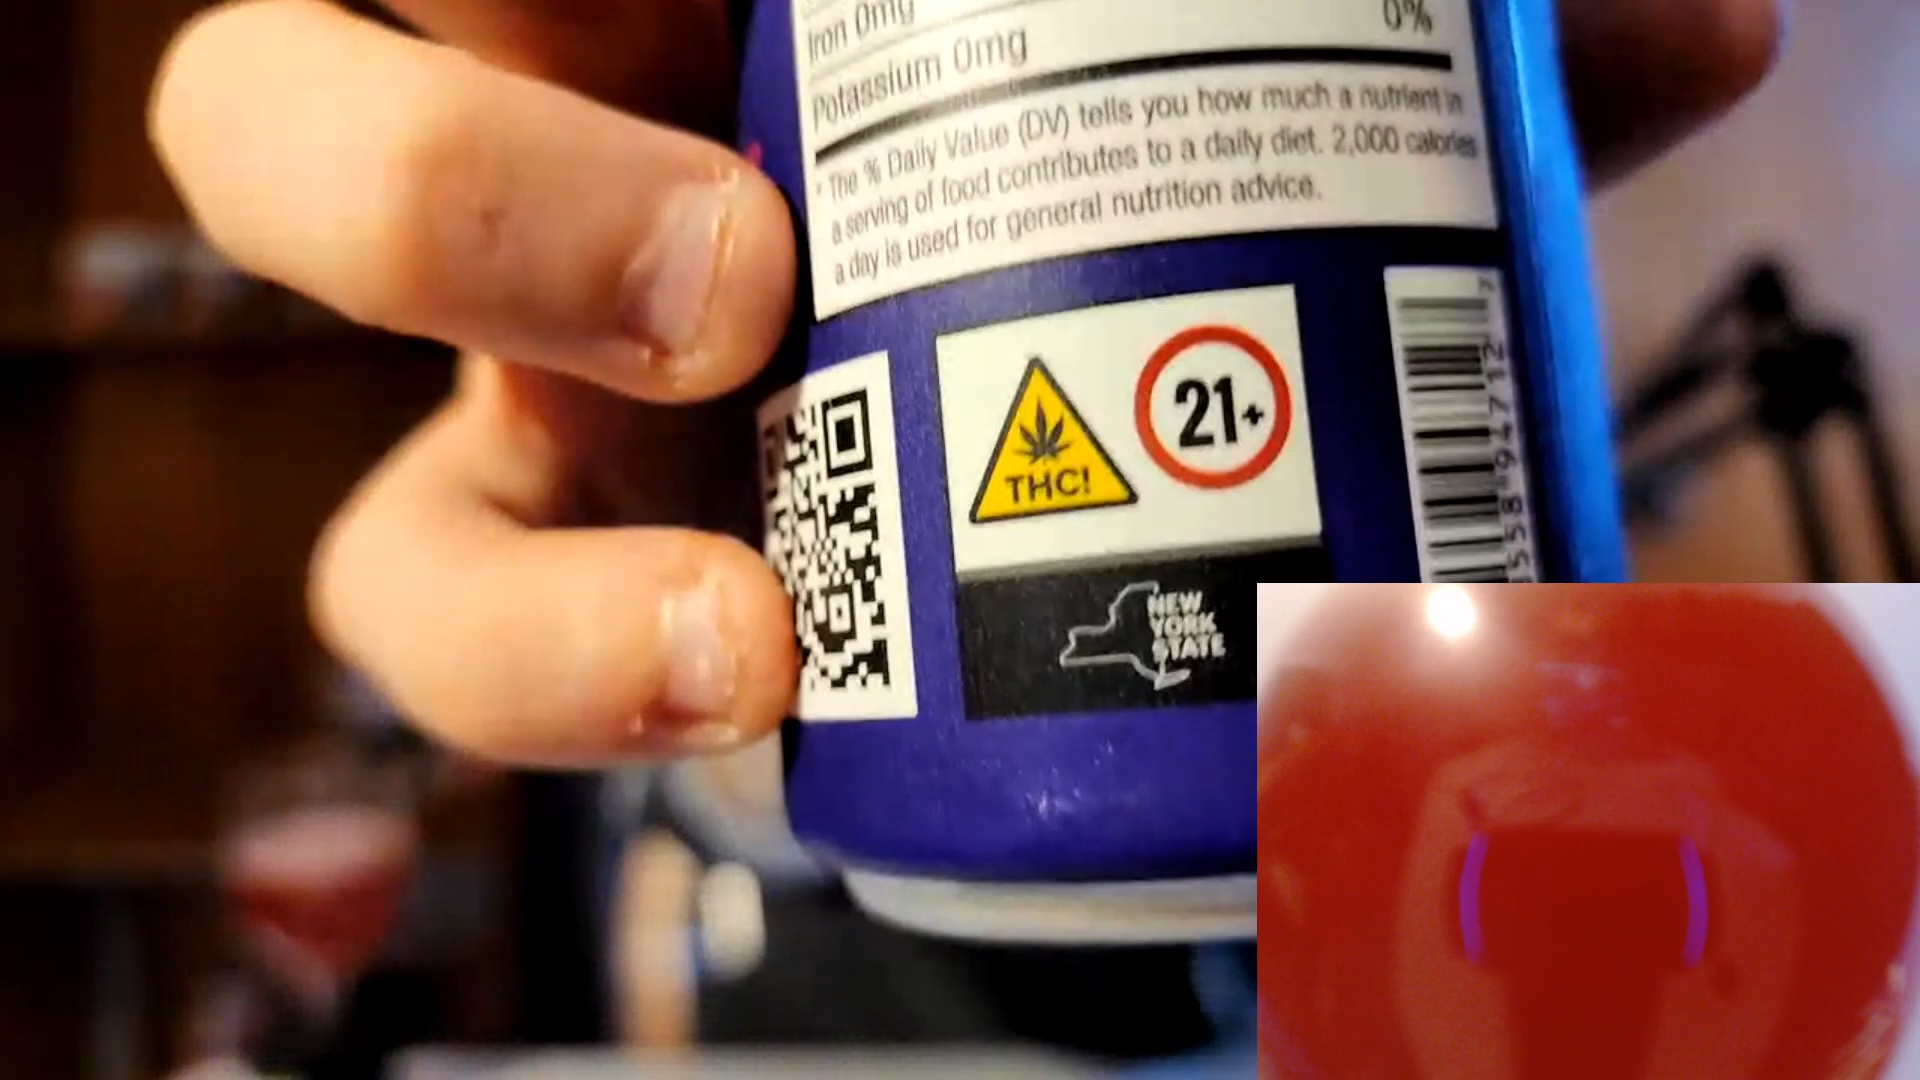 Iron 0mg
0%
Potassium 0mg
* The % Daily Value (DV) tells you how much a nutrient in
a serving of food contributes to a daily diet. 2,000 calories
a day is used for general nutrition advice.
THC!
21+
NEW
YORK
STATE